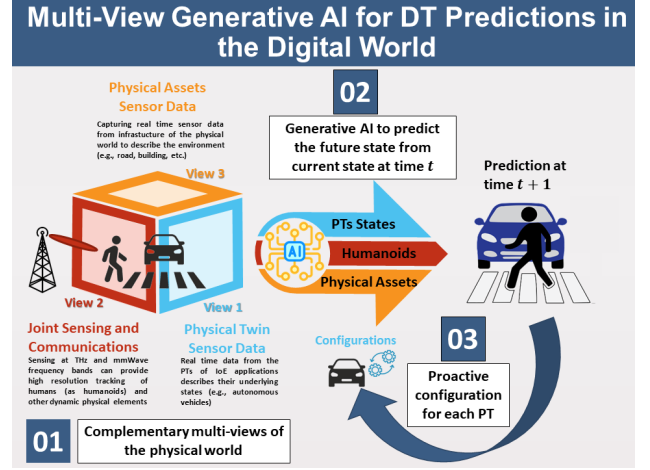 Multi-View Generative AI for DT Predictions in
the Digital World
Physical Assets
Sensor Data
Capturing real time sensor data
from infrastucture of the physical
world to describe the environment
(e.g., road, building, etc.)
View 3
View 2
View 1
Joint Sensing and
Communications
Sensing at THz and mmWave
frequency bands can provide
high resolution tracking of
humans (as humanoids) and
other dynamic physical elements
Physical Twin
Sensor Data
Real time data from the
PTs of IoE applications
describes their underlying
states (e.g., autonomous
vehicles)
01
Complementary multi-views of
the physical world
02
Generative AI to predict
the future state from
current state at time t
AI
PTs States
Humanoids
Physical Assets
Prediction at
time t + 1
Configurations
03
Proactive
configuration
for each PT